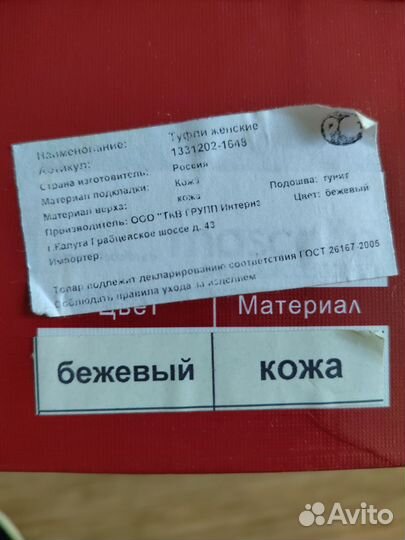 Наименование: Туфли женские
Артикул: 1331202-1648
Страна изготовитель: Россия
Материал подкладки: Кожа Подошва: тунит
Материал верха: кожа Цвет: бежевый
Производитель: ООО "ТкВ ГРУПП Интернэ
г.Калуга Грабцевское шоссе д. 43
Импортер:
Товар подлежит декларированию соответствия ГОСТ 26167-2005
Соблюдать правила ухода за изделием
Цвет Материал
бежевый кожа
Avito